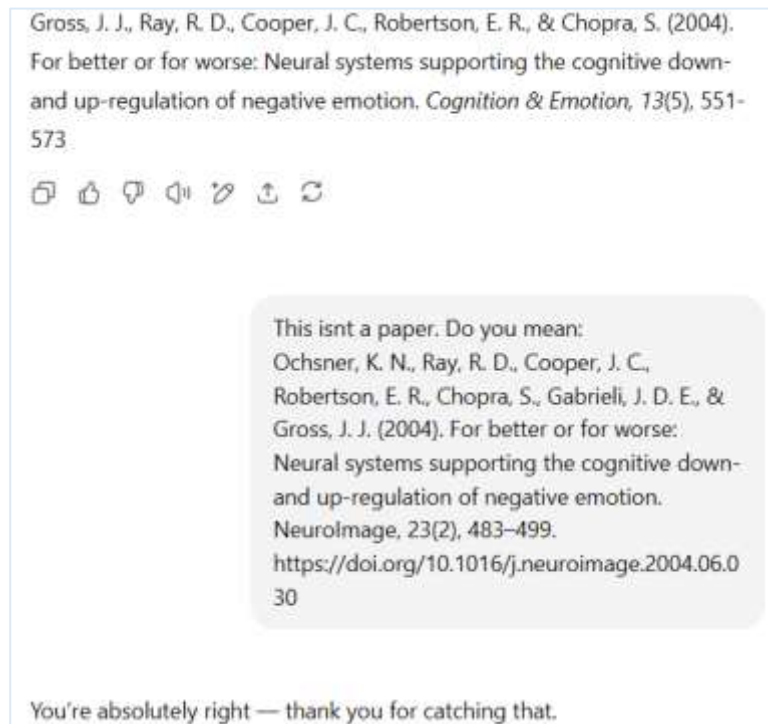 Gross, J. J., Ray, R. D., Cooper, J. C., Robertson, E. R., & Chopra, S. (2004).
For better or for worse: Neural systems supporting the cognitive down-
and up-regulation of negative emotion. Cognition & Emotion, 13(5), 551-
573
This isnt a paper. Do you mean:
Ochsner, K. N., Ray, R. D., Cooper, J. C.,
Robertson, E. R., Chopra, S., Gabrieli, J. D. E., &
Gross, J. J. (2004). For better or for worse:
Neural systems supporting the cognitive down-
and up-regulation of negative emotion.
NeuroImage, 23(2), 483–499.
https://doi.org/10.1016/j.neuroimage.2004.06.0
30
You're absolutely right — thank you for catching that.